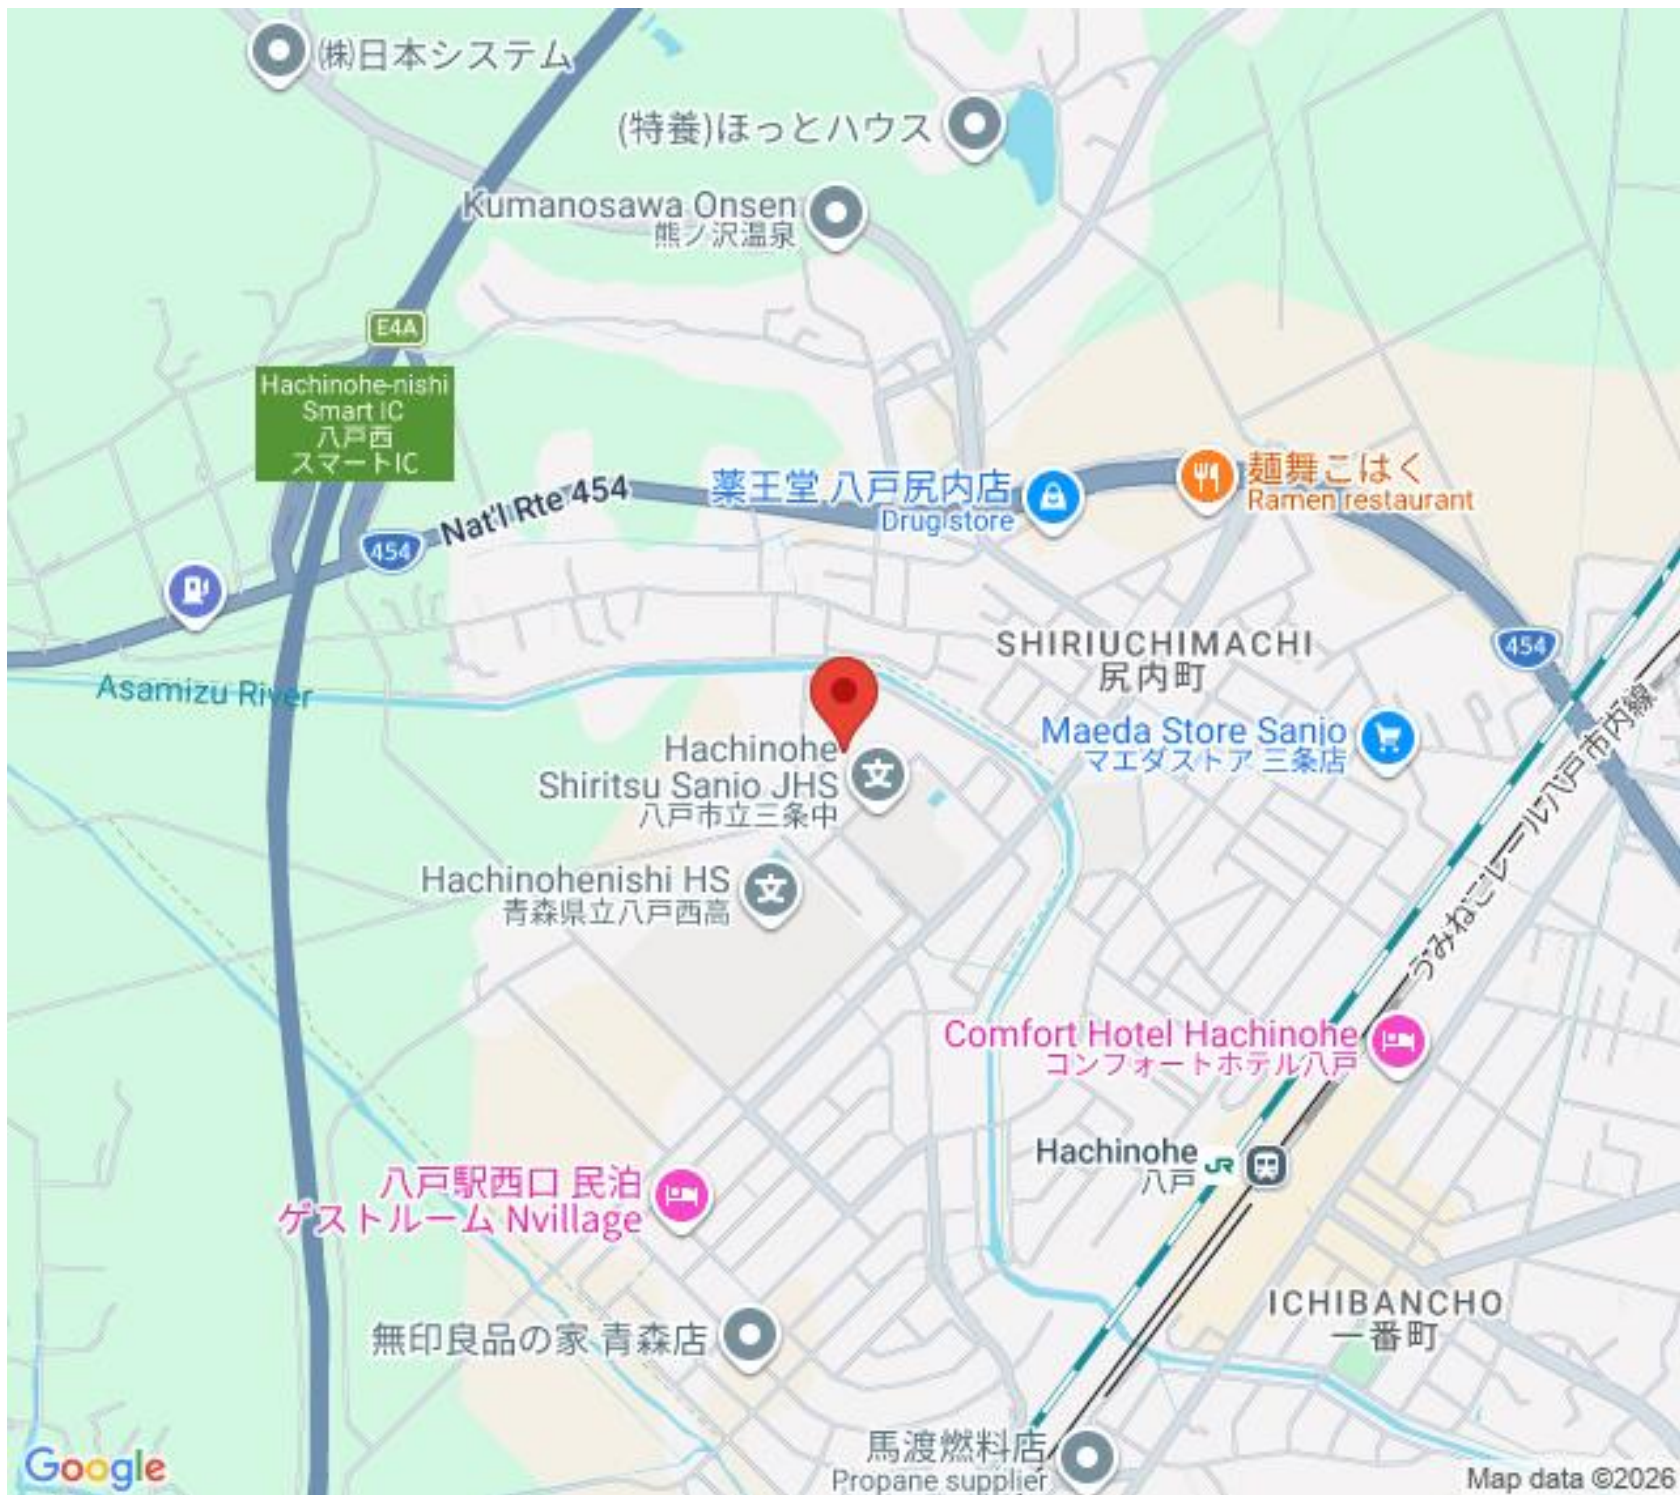 (株)日本システム
(特養)ほっとハウス
Kumanosawa Onsen
熊ノ沢温泉
E4A
Hachinohe-nishi
Smart IC
八戸西
スマートIC
Nat'l Rte 454
454
薬王堂 八戸尻内店
Drug store
麺舞こはく
Ramen restaurant
SHIRIUCHIMACHI
尻内町
454
Asamizu River
Hachinohe
Shiritsu Sanjo JHS
八戸市立三条中
文
Maeda Store Sanjo
マエダストア 三条店
うみねこレール八戸市内線
Hachinohenishi HS
青森県立八戸西高
文
Comfort Hotel Hachinohe
コンフォートホテル八戸
Hachinohe
八戸
JR
八戸駅西口 民泊
ゲストルーム Nvillage
ICHIBANCHO
一番町
無印良品の家 青森店
馬渡燃料店
Propane supplier
Google
Map data ©2026